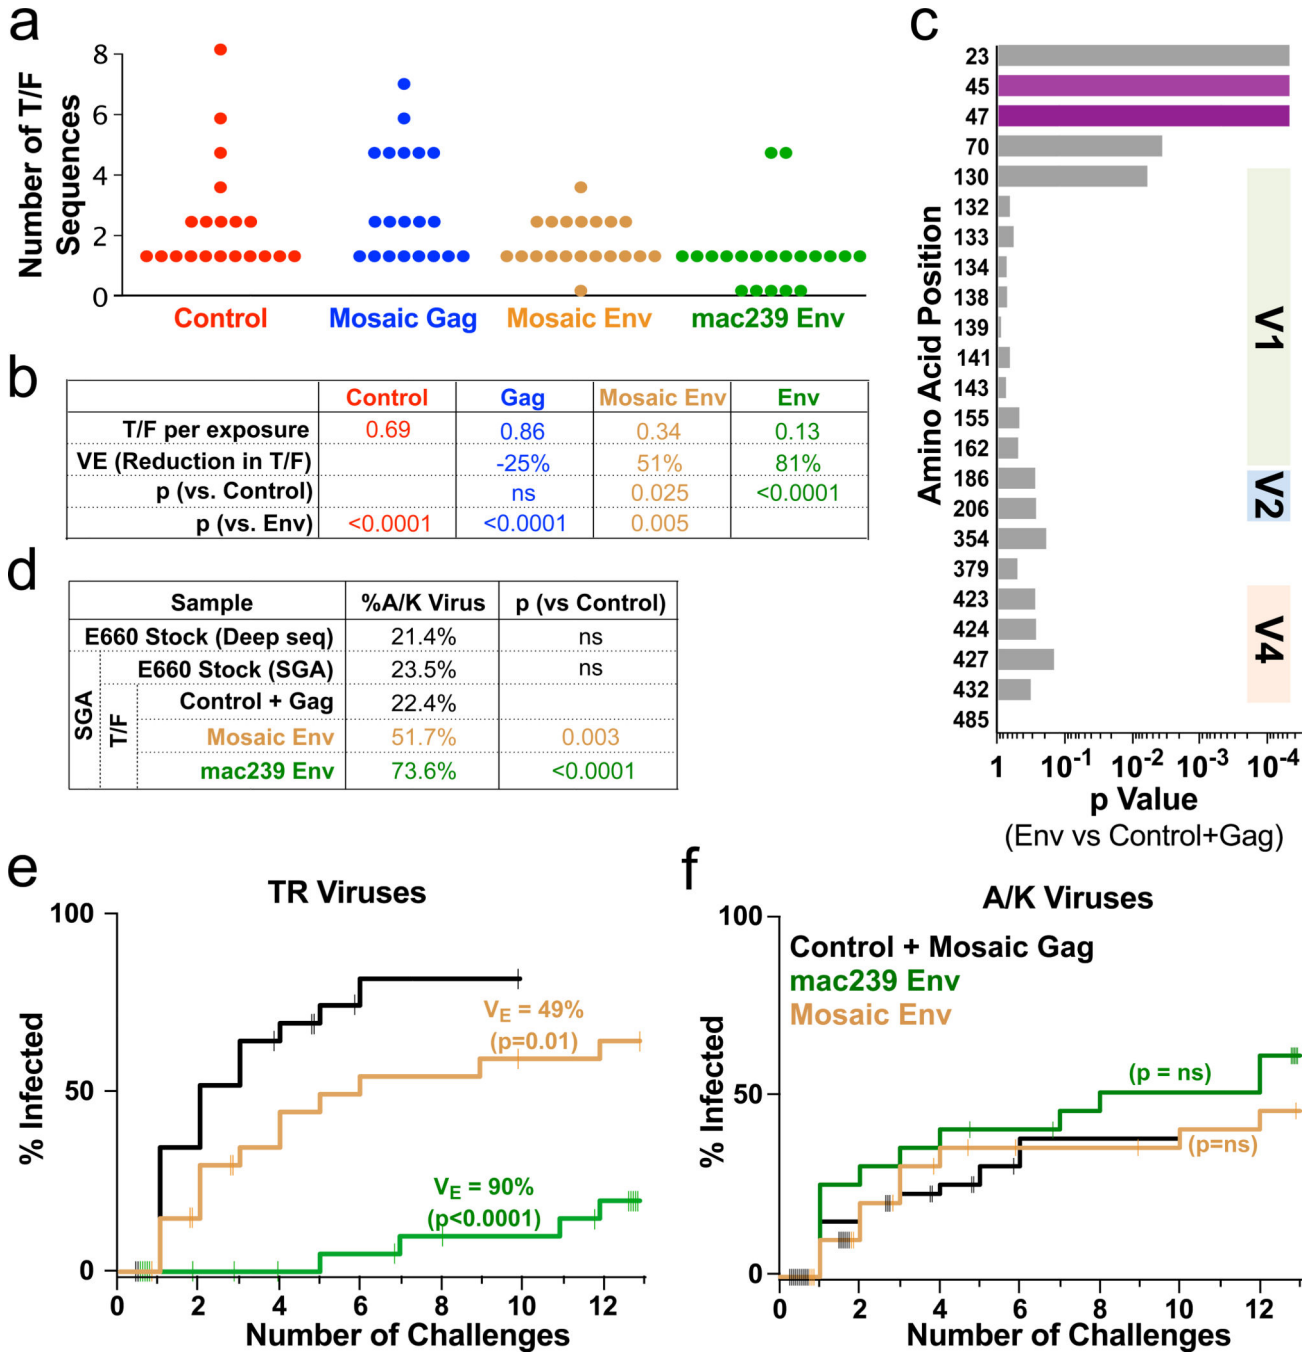 a
Number of T/F
Sequences
8
6
4
2
0
Control
Mosaic Gag
Mosaic Env
mac239 Env
b
Control Gag Mosaic Env Env
T/F per exposure 0.69 0.86 0.34 0.13
VE (Reduction in T/F) -25% 51% 81%
p (vs. Control) ns 0.025 <0.0001
p (vs. Env) <0.0001 <0.0001 0.005
c
Amino Acid Position
23
45
47
70
130
132
133
134
138
139
141
143
155
162
186
206
354
379
423
424
427
432
485
V1
V2
V4
1 10-1 10-2 10-3 10-4
p Value
(Env vs Control+Gag)
d
Sample %A/K Virus p (vs Control)
E660 Stock (Deep seq) 21.4% ns
SGA
E660 Stock (SGA) 23.5% ns
T/F
Control + Gag 22.4%
Mosaic Env 51.7% 0.003
mac239 Env 73.6% <0.0001
e
TR Viruses
% Infected
100
50
0
VE = 49%
(p=0.01)
VE = 90%
(p<0.0001)
0 2 4 6 8 10 12
Number of Challenges
f
A/K Viruses
% Infected
100
50
0
Control + Mosaic Gag
mac239 Env
Mosaic Env
(p = ns)
(p=ns)
0 2 4 6 8 10 12
Number of Challenges